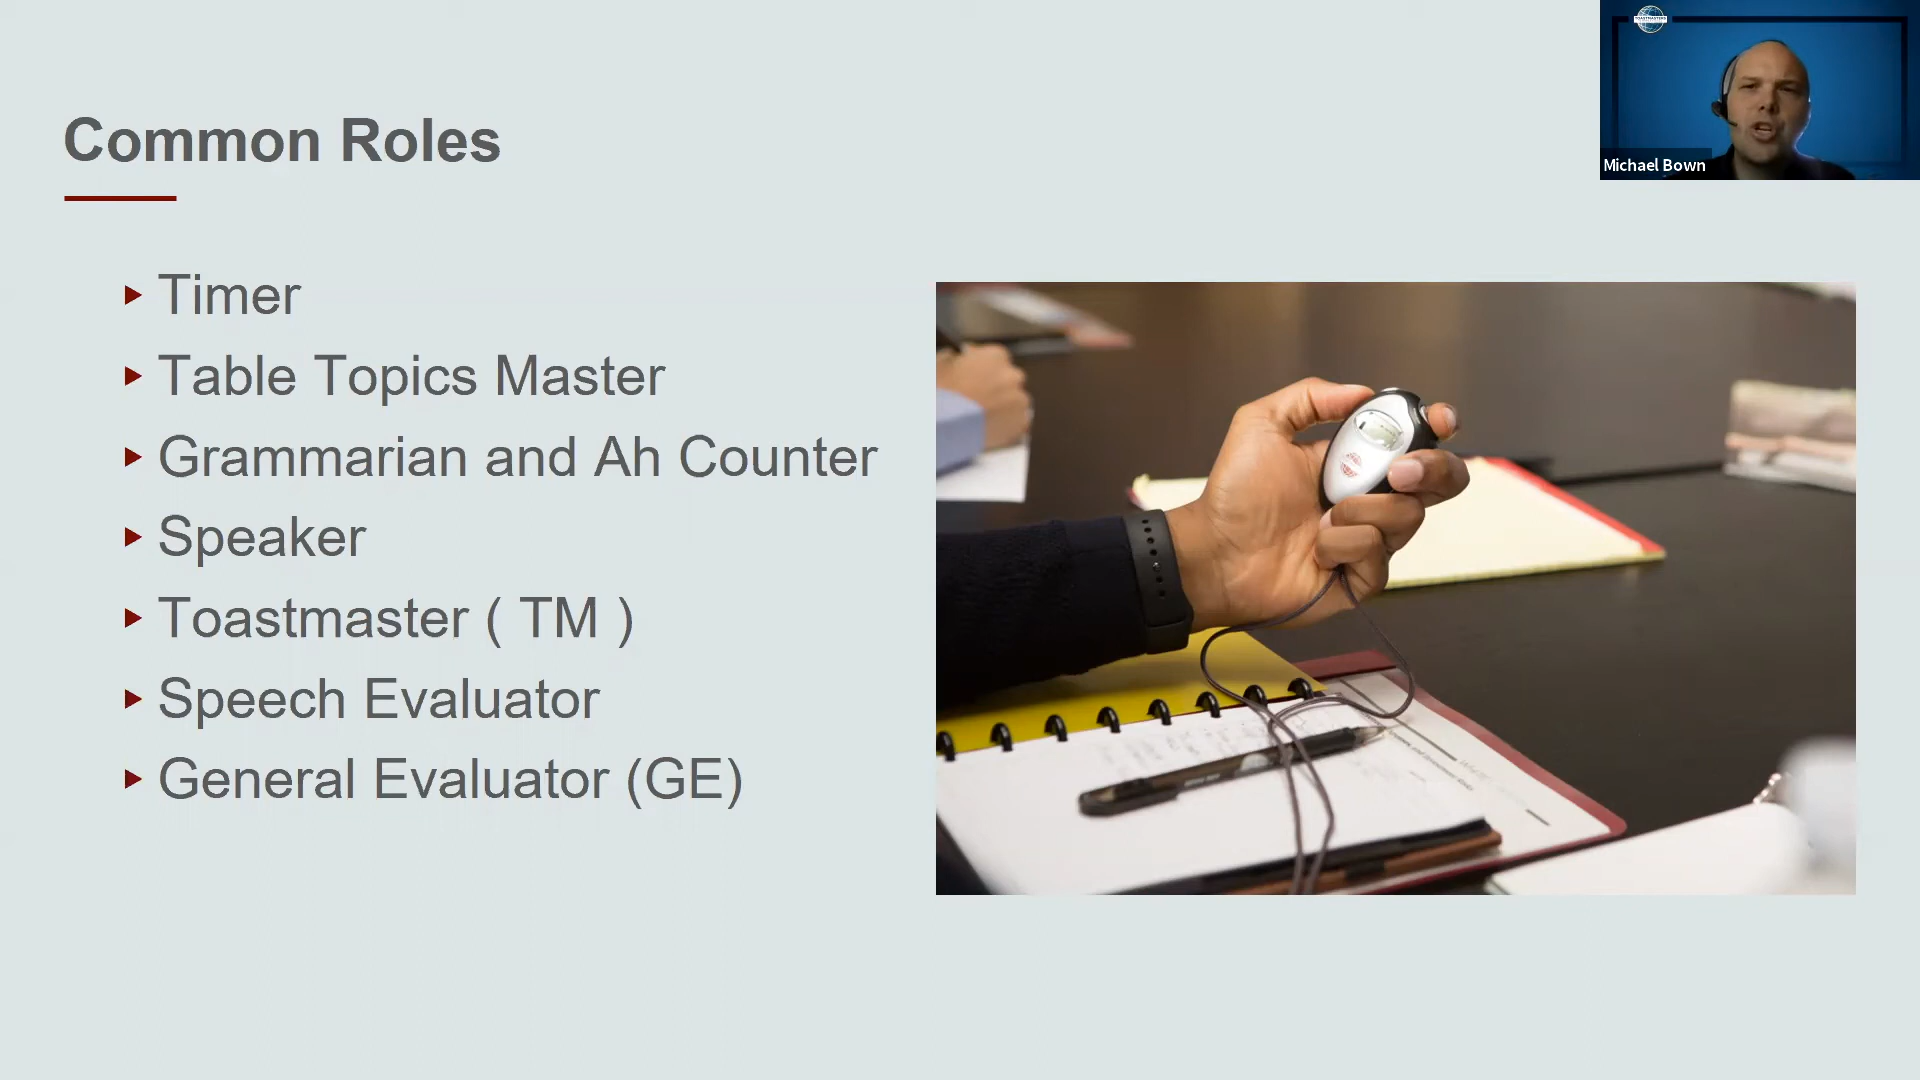 Common Roles
Timer
Table Topics Master
Grammarian and Ah Counter
Speaker
Toastmaster ( TM )
Speech Evaluator
General Evaluator (GE)
TOASTMASTERS
Michael Bown